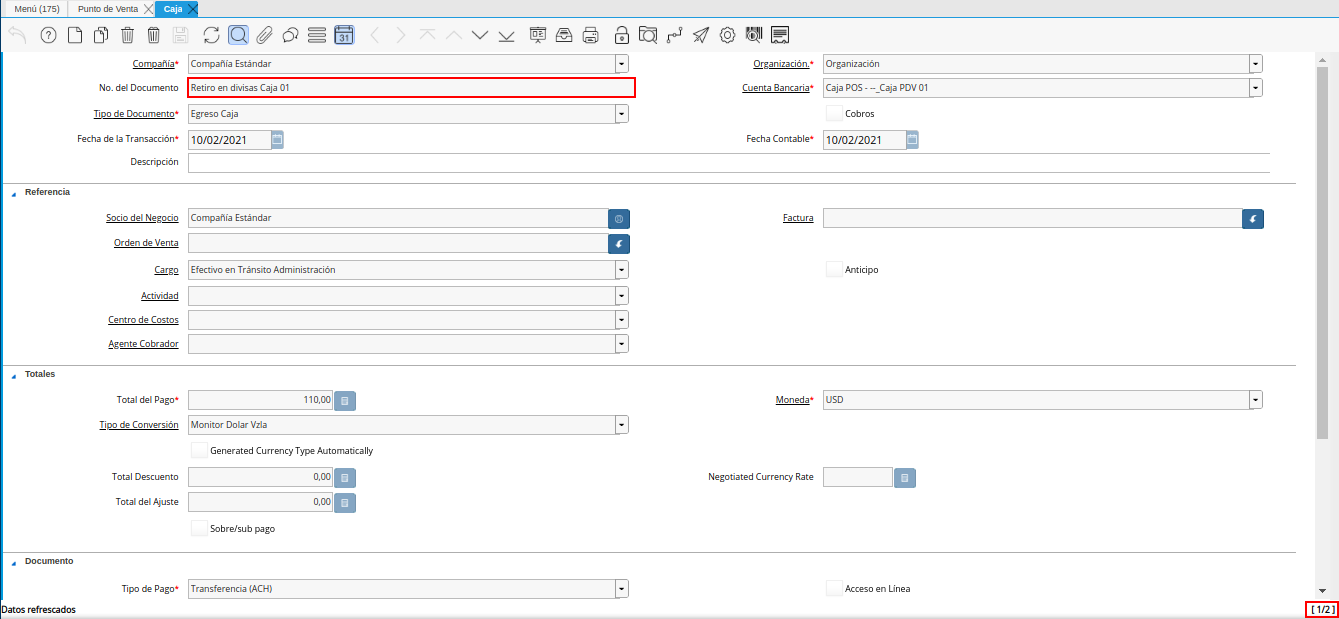 Menú (175) Punto de Venta Caja
31
Compañía* Compañía Estándar Organización.* Organización
No. del Documento Retiro en divisas Caja 01 Cuenta Bancaria* Caja POS - --_Caja PDV 01
Tipo de Documento* Egreso Caja Cobros
Fecha de la Transacción* 10/02/2021 Fecha Contable* 10/02/2021
Descripción
Referencia
Socio del Negocio Compañía Estándar Factura
Orden de Venta
Cargo Efectivo en Tránsito Administración Anticipo
Actividad
Centro de Costos
Agente Cobrador
Totales
Total del Pago* 110,00 Moneda* USD
Tipo de Conversión Monitor Dolar Vzla
Generated Currency Type Automatically
Total Descuento 0,00 Negotiated Currency Rate
Total del Ajuste 0,00
Sobre/sub pago
Documento
Tipo de Pago* Transferencia (ACH) Acceso en Línea
Datos refrescados [ 1/2 ]